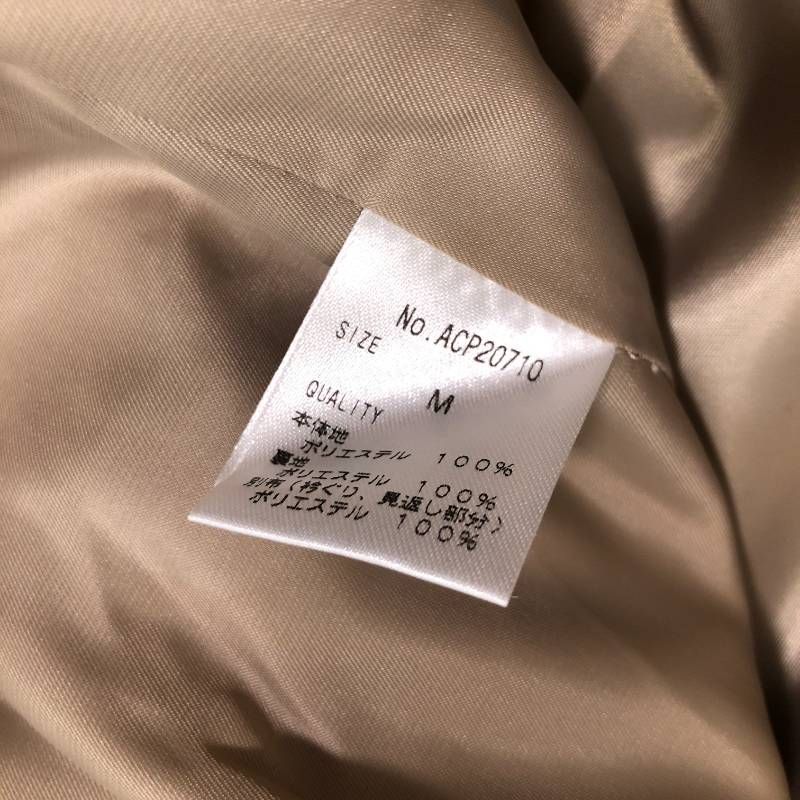 No.ACP20710
SIZE
M
QUALITY
本体地
ポリエステル 100%
裏地
ポリエステル 100%
別布(衿ぐり、見返し部分)
ポリエステル 100%